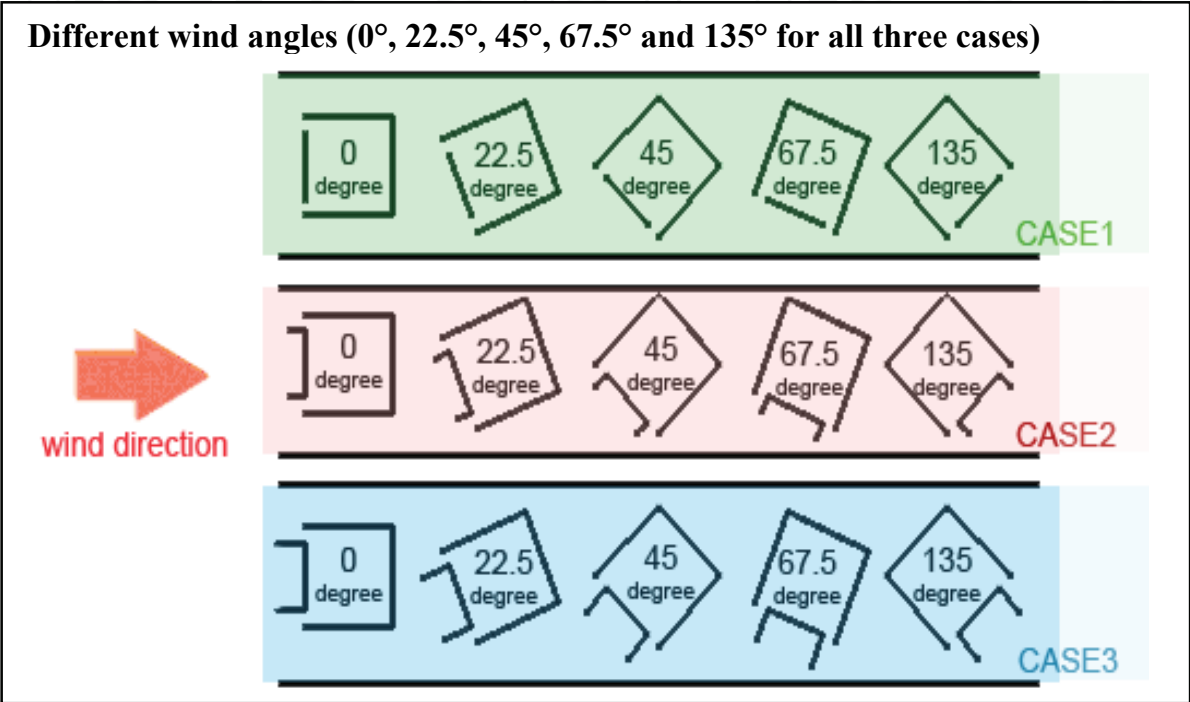 Different wind angles (0°, 22.5°, 45°, 67.5° and 135° for all three cases)
0 22.5 45 67.5 135
degree degree degree degree degree
CASE1
0 22.5 45 67.5 135
degree degree degree degree degree
CASE2
wind direction
0 22.5 45 67.5 135
degree degree degree degree degree
CASE3